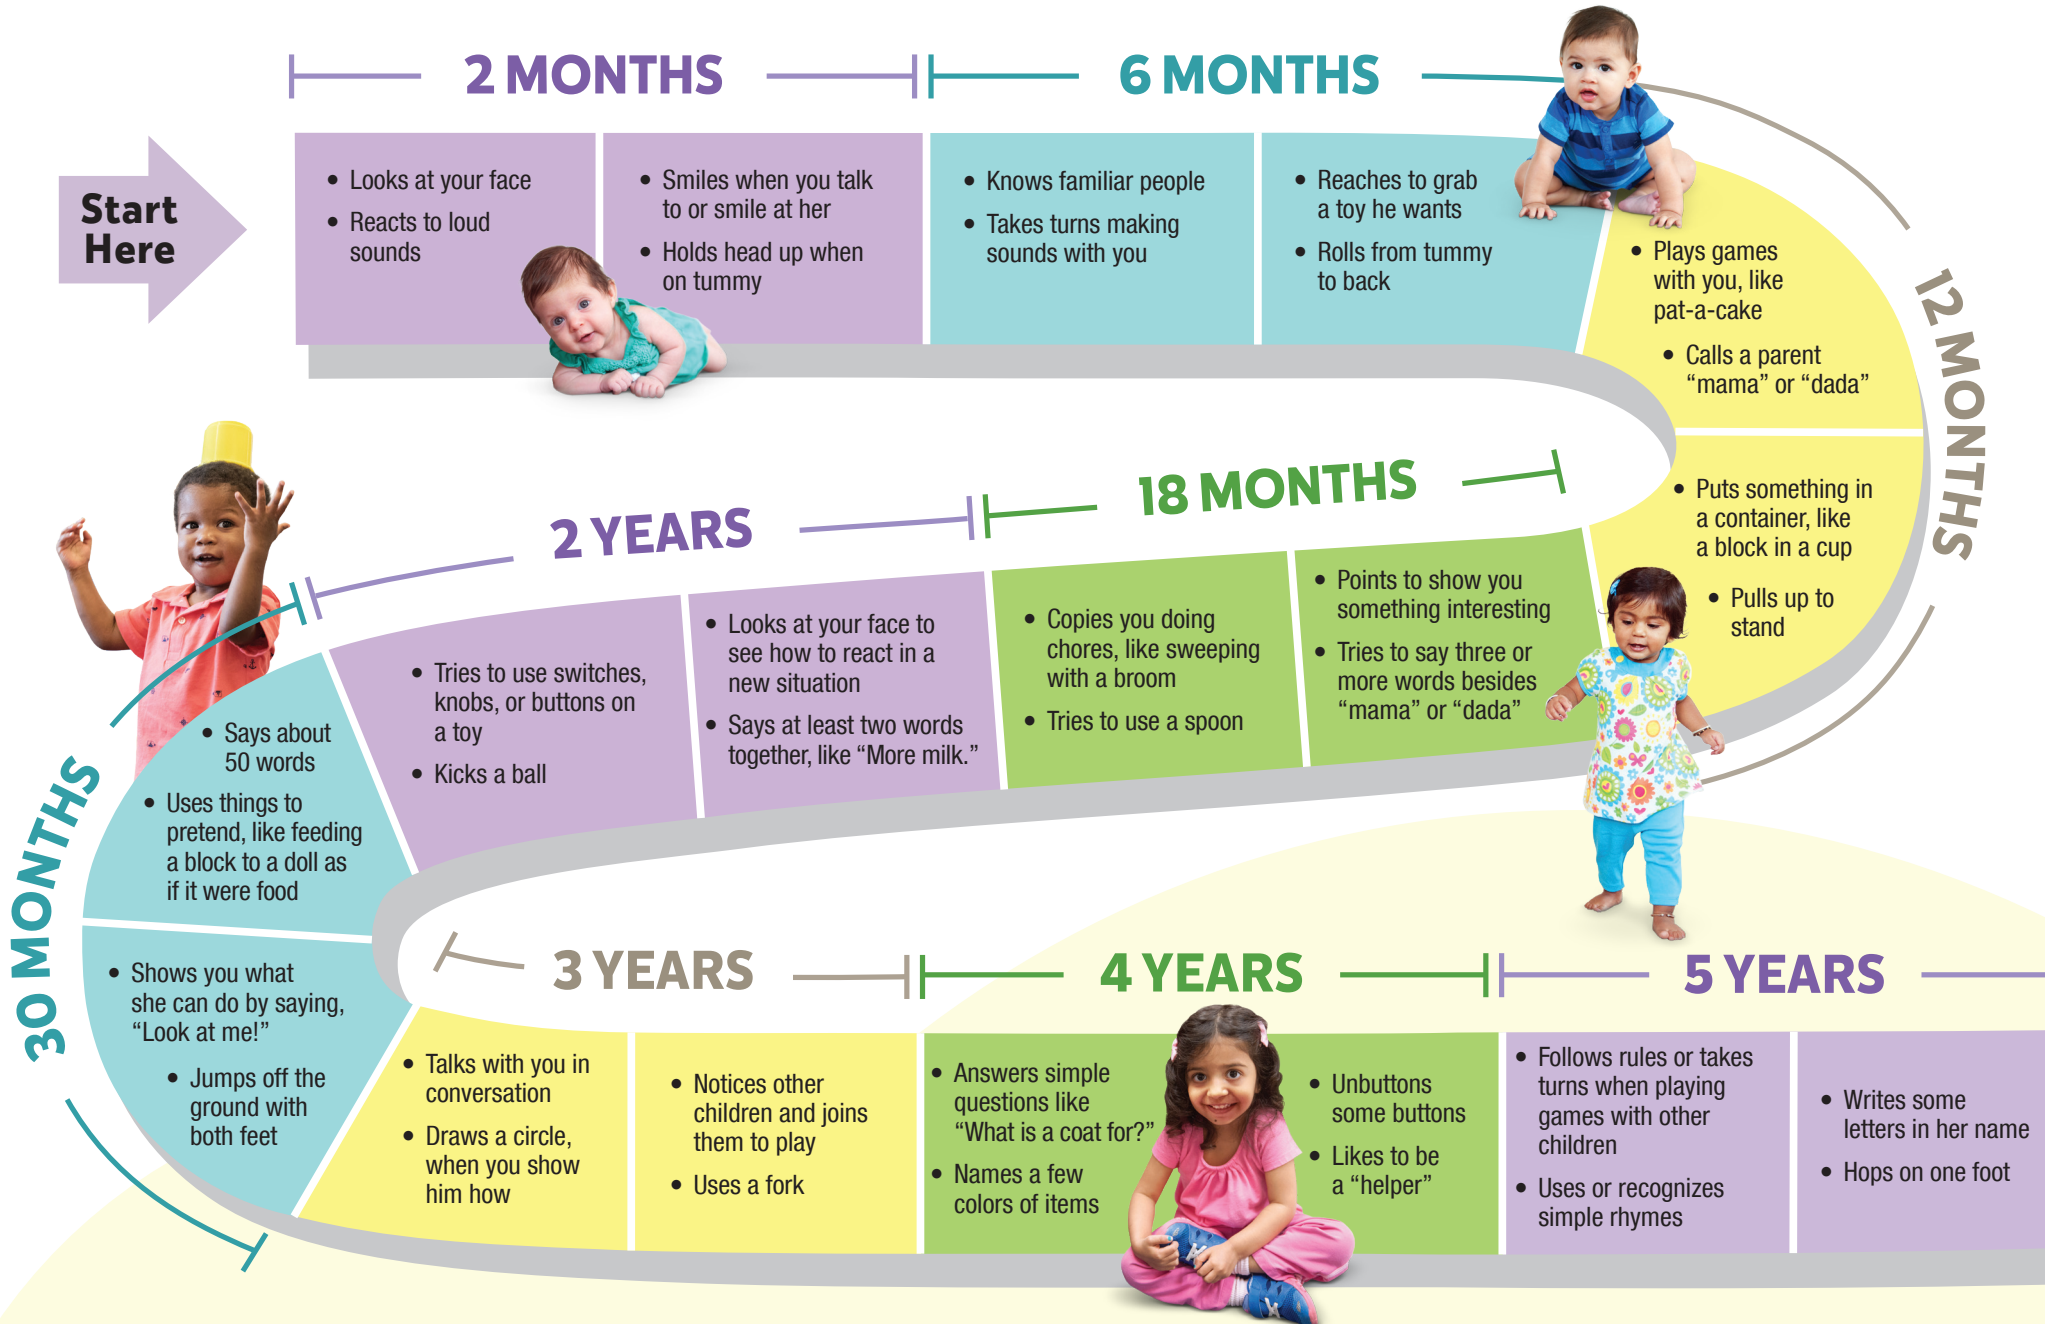 Start
Here
2 MONTHS
• Looks at your face
• Reacts to loud
sounds
• Smiles when you talk
to or smile at her
• Holds head up when
on tummy
6 MONTHS
• Knows familiar people
• Takes turns making
sounds with you
• Reaches to grab
a toy he wants
• Rolls from tummy
to back
12 MONTHS
• Plays games
with you, like
pat-a-cake
• Calls a parent
“mama” or “dada”
• Puts something in
a container, like
a block in a cup
• Pulls up to
stand
18 MONTHS
• Points to show you
something interesting
• Tries to say three or
more words besides
“mama” or “dada”
• Copies you doing
chores, like sweeping
with a broom
• Tries to use a spoon
2 YEARS
• Looks at your face to
see how to react in a
new situation
• Says at least two words
together, like “More milk.”
• Tries to use switches,
knobs, or buttons on
a toy
• Kicks a ball
30 MONTHS
• Says about
50 words
• Uses things to
pretend, like feeding
a block to a doll as
if it were food
• Shows you what
she can do by saying,
“Look at me!”
• Jumps off the
ground with
both feet
3 YEARS
• Talks with you in
conversation
• Draws a circle,
when you show
him how
• Notices other
children and joins
them to play
• Uses a fork
4 YEARS
• Answers simple
questions like
“What is a coat for?”
• Names a few
colors of items
• Unbuttons
some buttons
• Likes to be
a “helper”
5 YEARS
• Follows rules or takes
turns when playing
games with other
children
• Uses or recognizes
simple rhymes
• Writes some
letters in her name
• Hops on one foot